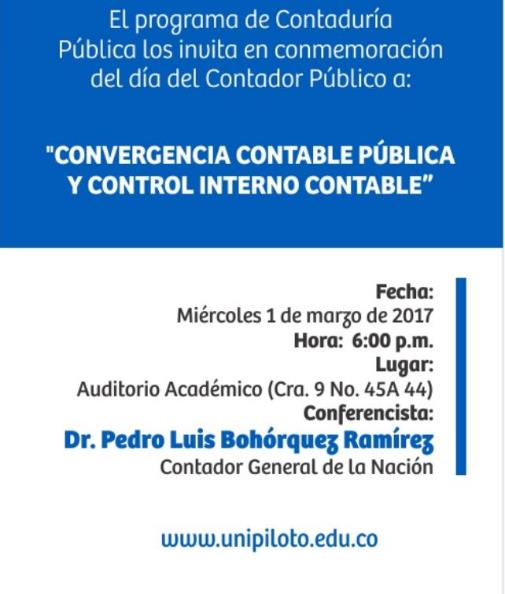 El programa de Contaduría
Pública los invita en conmemoración
del día del Contador Público a:
"CONVERGENCIA CONTABLE PÚBLICA
Y CONTROL INTERNO CONTABLE”
Fecha:
Miércoles 1 de marzo de 2017
Hora: 6:00 p.m.
Lugar:
Auditorio Académico (Cra. 9 No. 45A 44)
Conferencista:
Dr. Pedro Luis Bohórquez Ramírez
Contador General de la Nación
www.unipiloto.edu.co